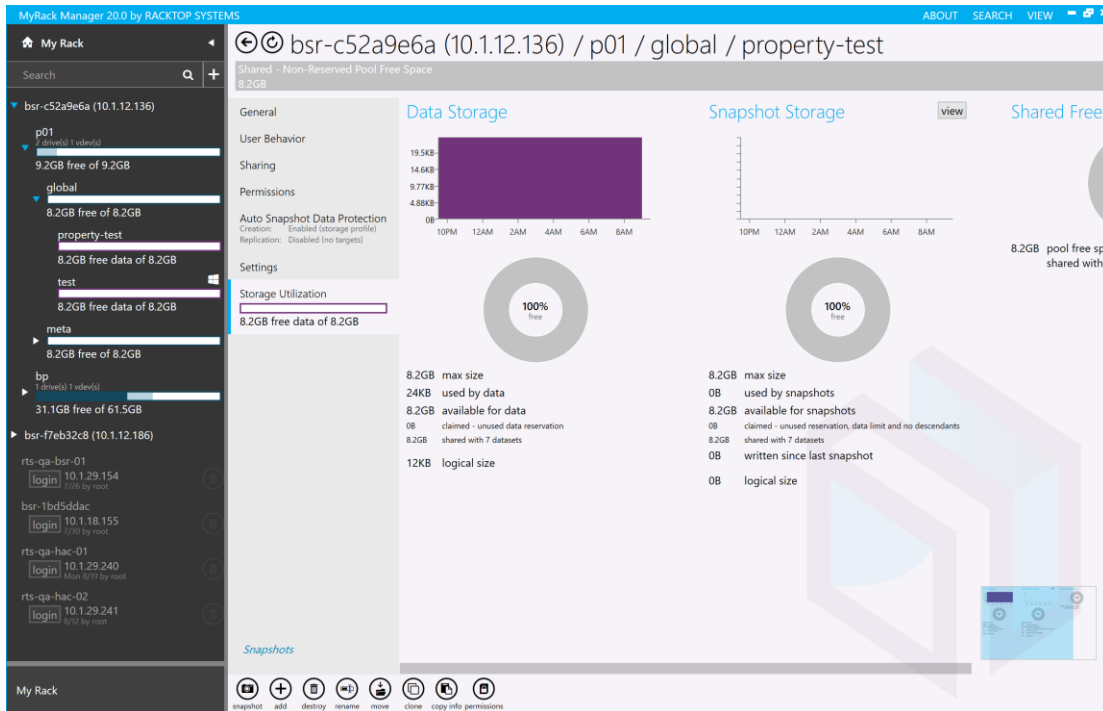 MyRack Manager 20.0 by RACKTOP SYSTEMS
ABOUT SEARCH VIEW
My Rack
bsr-c52a9e6a (10.1.12.136) / p01 / global / property-test
Search
Shared - Non-Reserved Pool Free Space
8.2GB
bsr-c52a9e6a (10.1.12.136)
p01
2 drive(s) 1 vdev(s)
9.2GB free of 9.2GB
global
8.2GB free of 8.2GB
property-test
8.2GB free data of 8.2GB
test
8.2GB free data of 8.2GB
meta
8.2GB free of 8.2GB
bp
1 drive(s) 1 vdev(s)
31.1GB free of 61.5GB
bsr-f7eb32c8 (10.1.12.186)
rts-qa-bsr-01
login 10.1.29.154
7/26 by root
bsr-1bd5ddac
login 10.1.18.155
7/30 by root
rts-qa-hac-01
login 10.1.29.240
Mon 8/19 by root
rts-qa-hac-02
login 10.1.29.241
8/12 by root
My Rack
General
User Behavior
Sharing
Permissions
Auto Snapshot Data Protection
Creation: Enabled (storage profile)
Replication: Disabled (no targets)
Settings
Storage Utilization
8.2GB free data of 8.2GB
Snapshots
Data Storage
19.5KB
14.6KB
9.77KB
4.88KB
0B
10PM 12AM 2AM 4AM 6AM 8AM
100%
free
8.2GB max size
24KB used by data
8.2GB available for data
0B claimed - unused data reservation
8.2GB shared with 7 datasets
12KB logical size
Snapshot Storage
view
10PM 12AM 2AM 4AM 6AM 8AM
100%
free
8.2GB max size
0B used by snapshots
8.2GB available for snapshots
0B claimed - unused reservation, data limit and no descendants
8.2GB shared with 7 datasets
0B written since last snapshot
0B logical size
Shared Free
8.2GB pool free sp
shared with
snapshot add destroy rename move clone copy info permissions